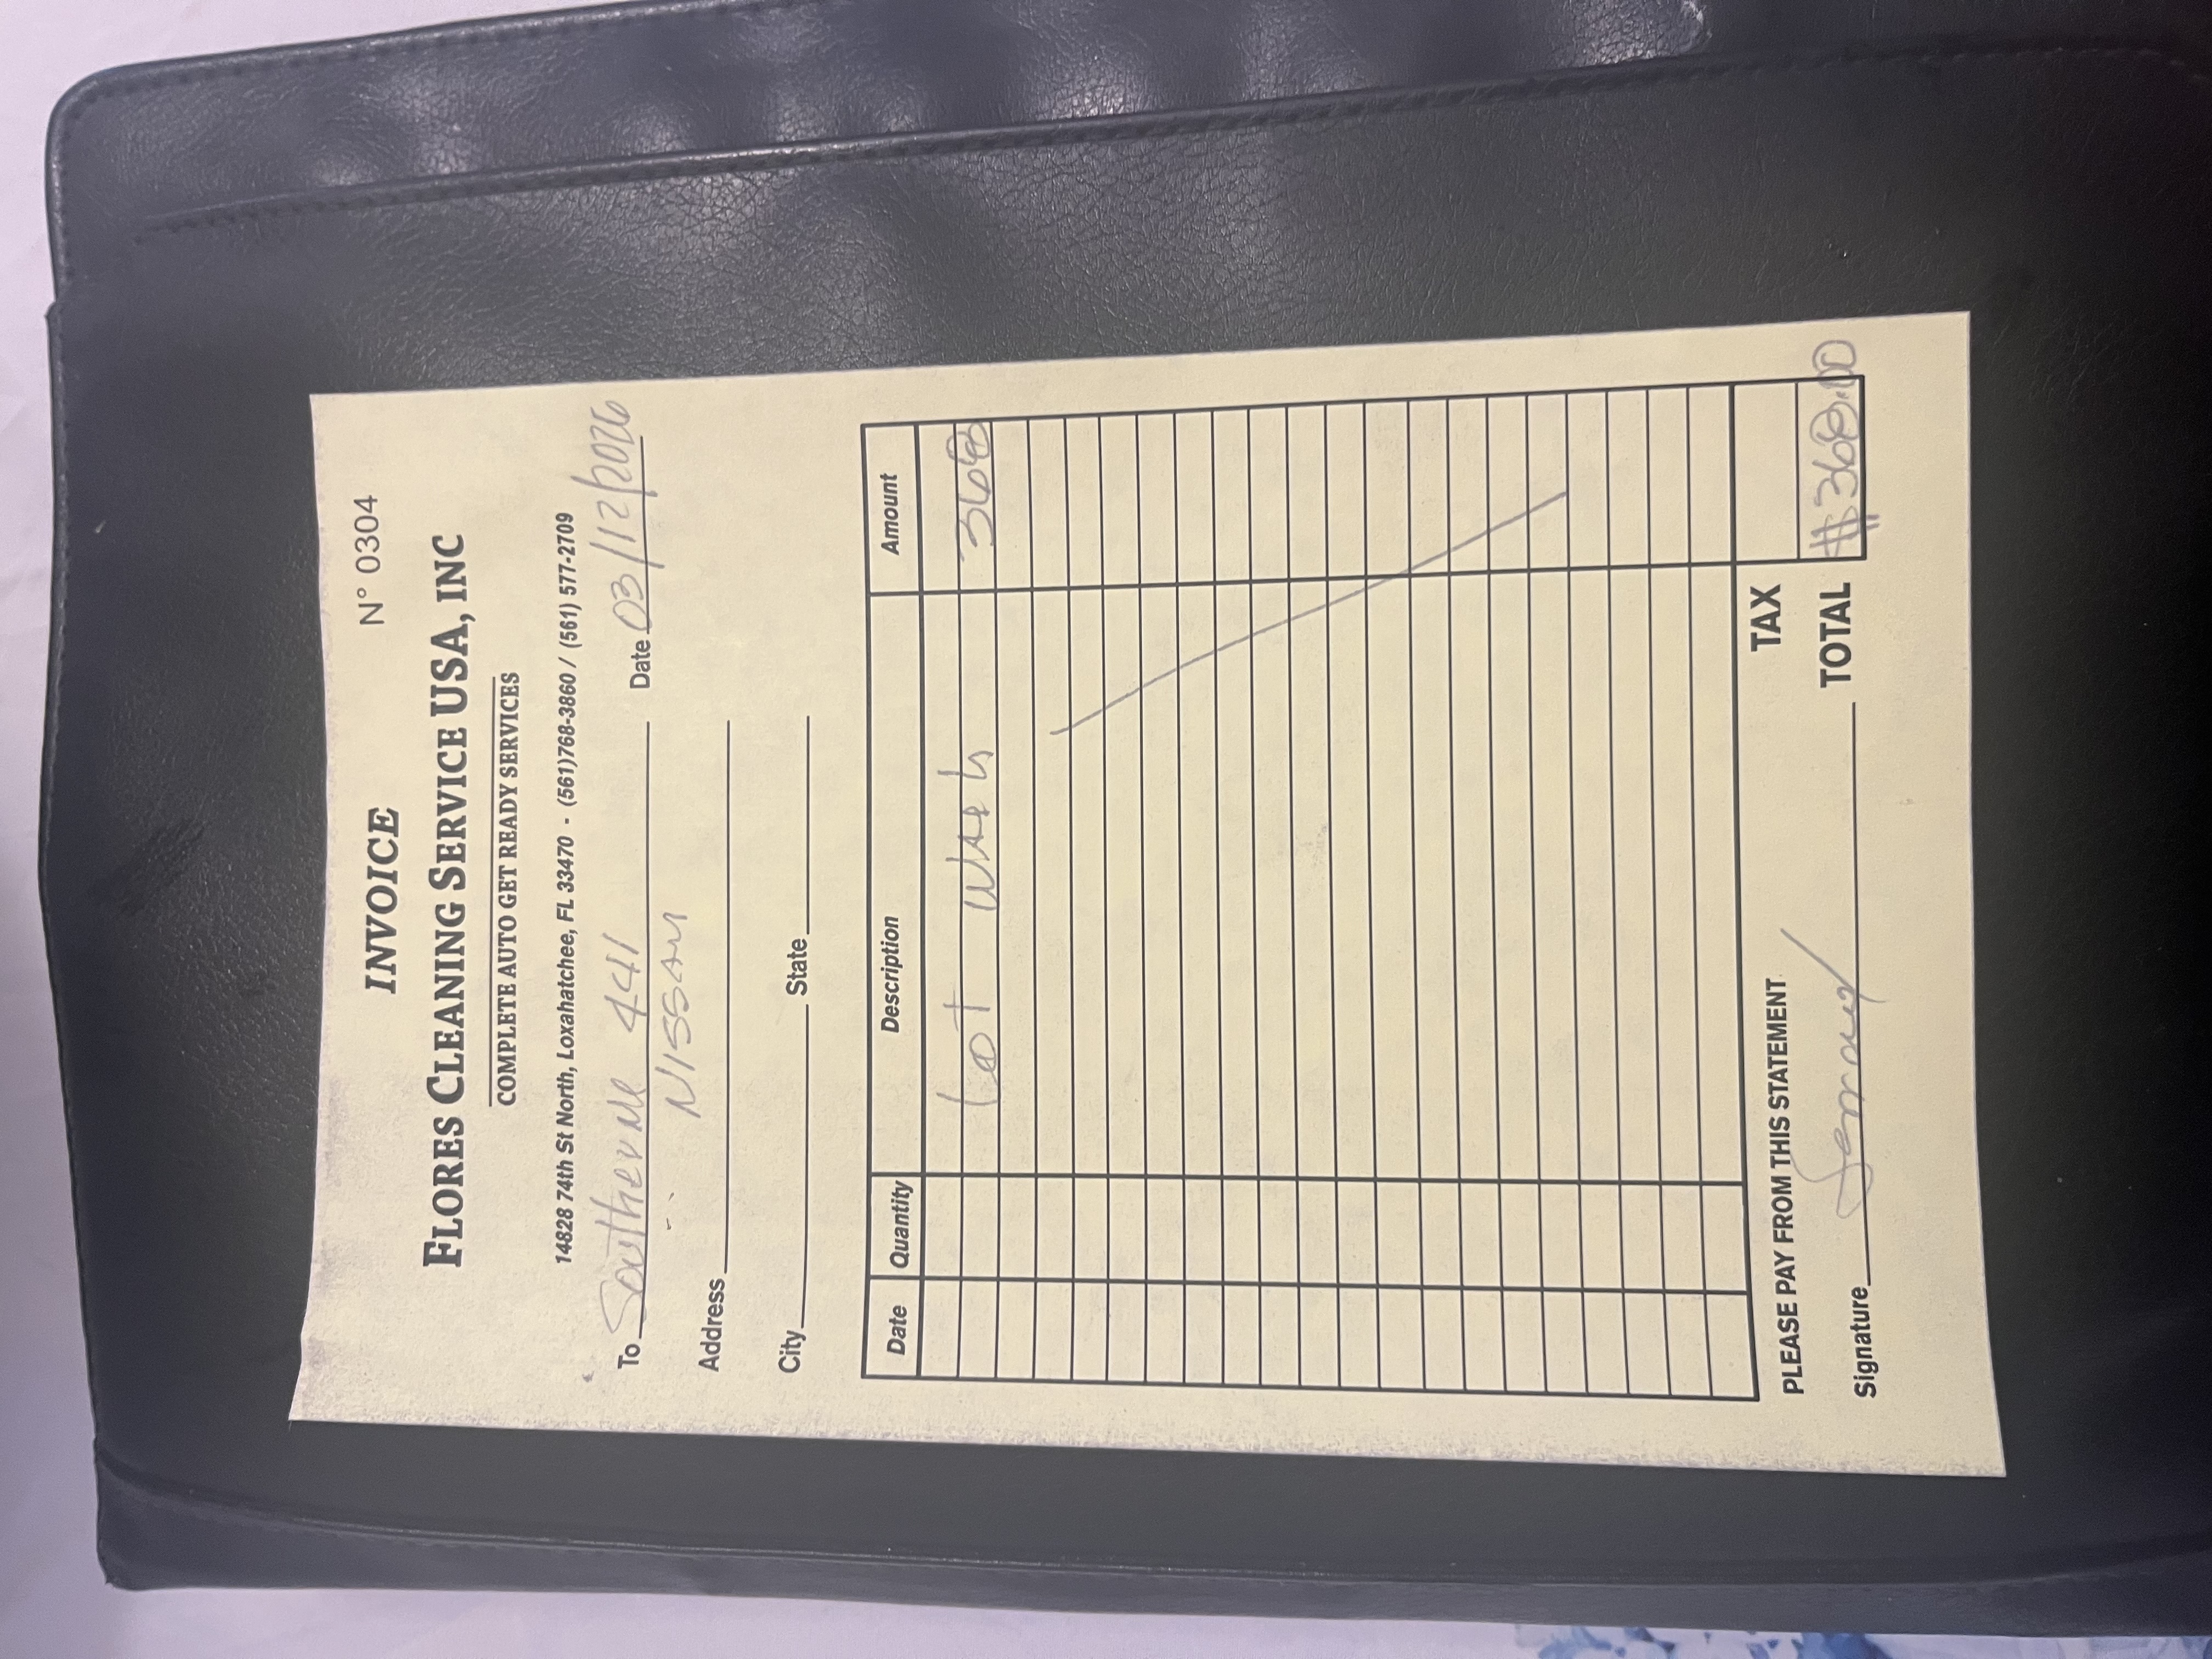 N° 0304
INVOICE
FLORES CLEANING SERVICE USA, INC
COMPLETE AUTO GET READY SERVICES
14828 74th St North, Loxahatchee, FL 33470 - (561)768-3860 / (561) 577-2709
To Southern 441 Date 03/12/2026
Nissan
Address
City State
Date Quantity Description Amount
Lot Wash 368
TAX
PLEASE PAY FROM THIS STATEMENT
Signature TOTAL $368.00